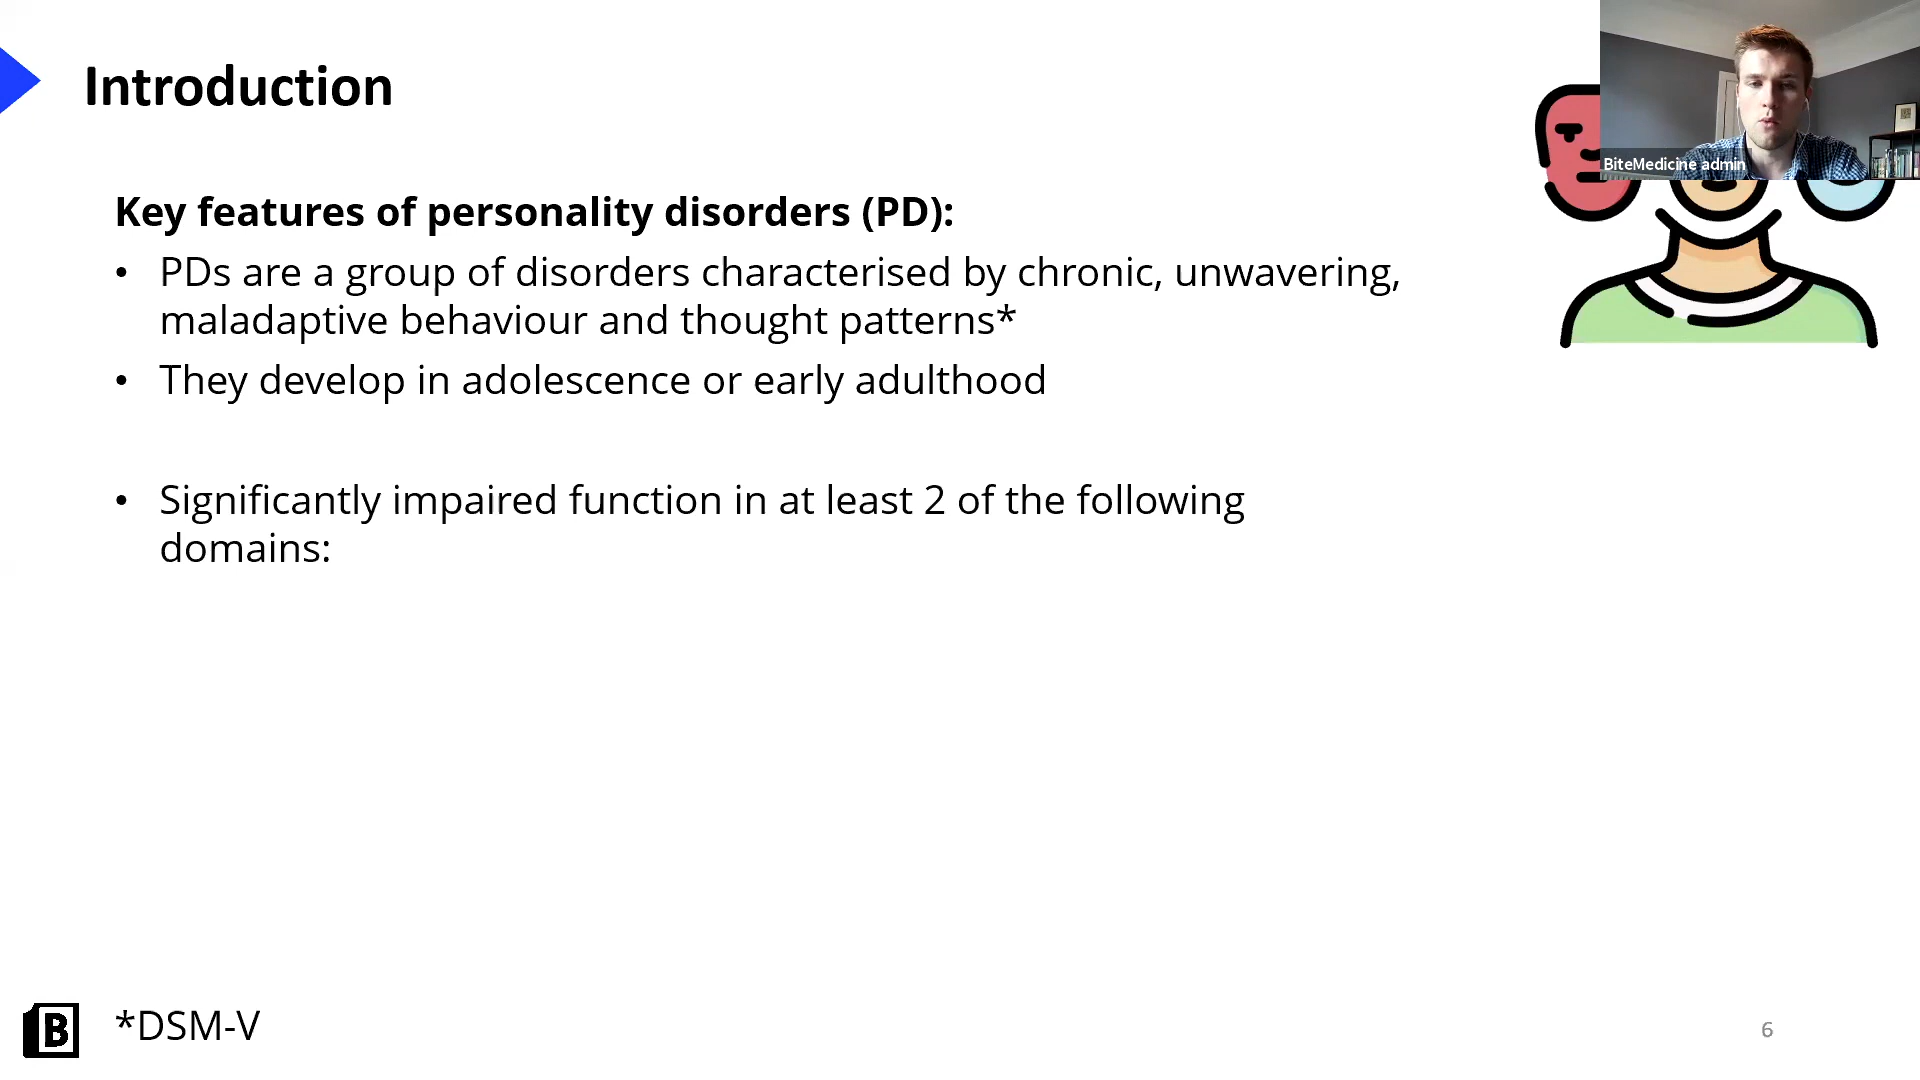 Introduction
BiteMedicine admin
Key features of personality disorders (PD):
• PDs are a group of disorders characterised by chronic, unwavering,
maladaptive behaviour and thought patterns*
• They develop in adolescence or early adulthood
• Significantly impaired function in at least 2 of the following
domains:
B
*DSM-V
6